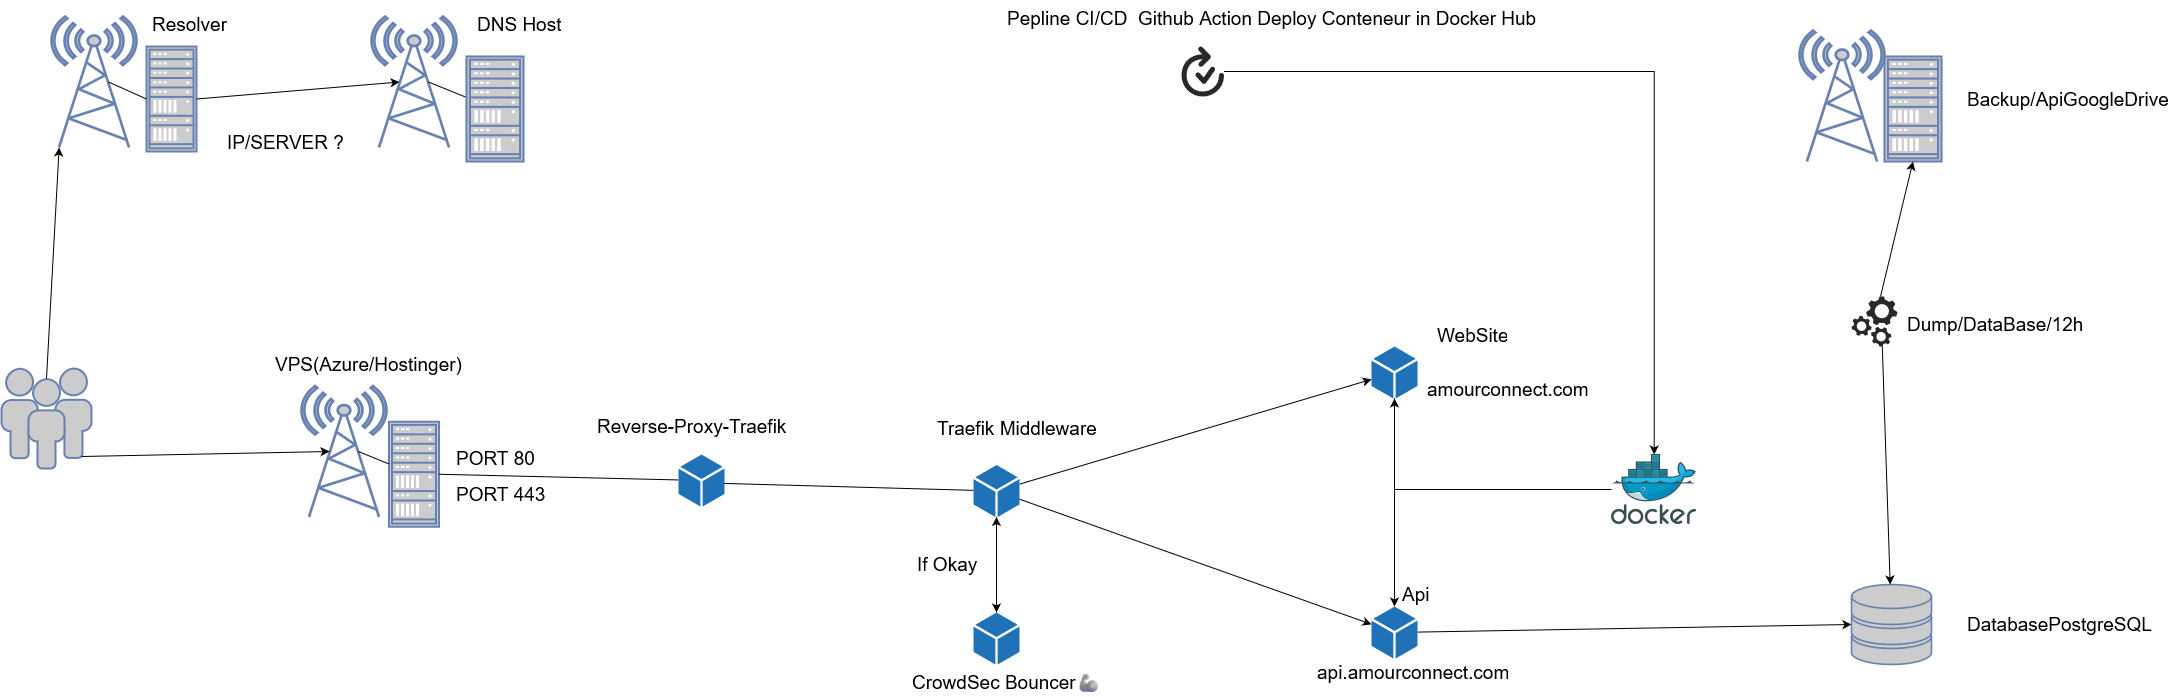 Resolver
DNS Host
Pepline CI/CD  Github Action Deploy Conteneur in Docker Hub
Backup/ApiGoogleDrive
IP/SERVER ?
Dump/DataBase/12h
WebSite
VPS(Azure/Hostinger)
amourconnect.com
Reverse-Proxy-Traefik
Traefik Middleware
PORT 80
PORT 443
docker
If Okay
Api
DatabasePostgreSQL
api.amourconnect.com
CrowdSec Bouncer🦾